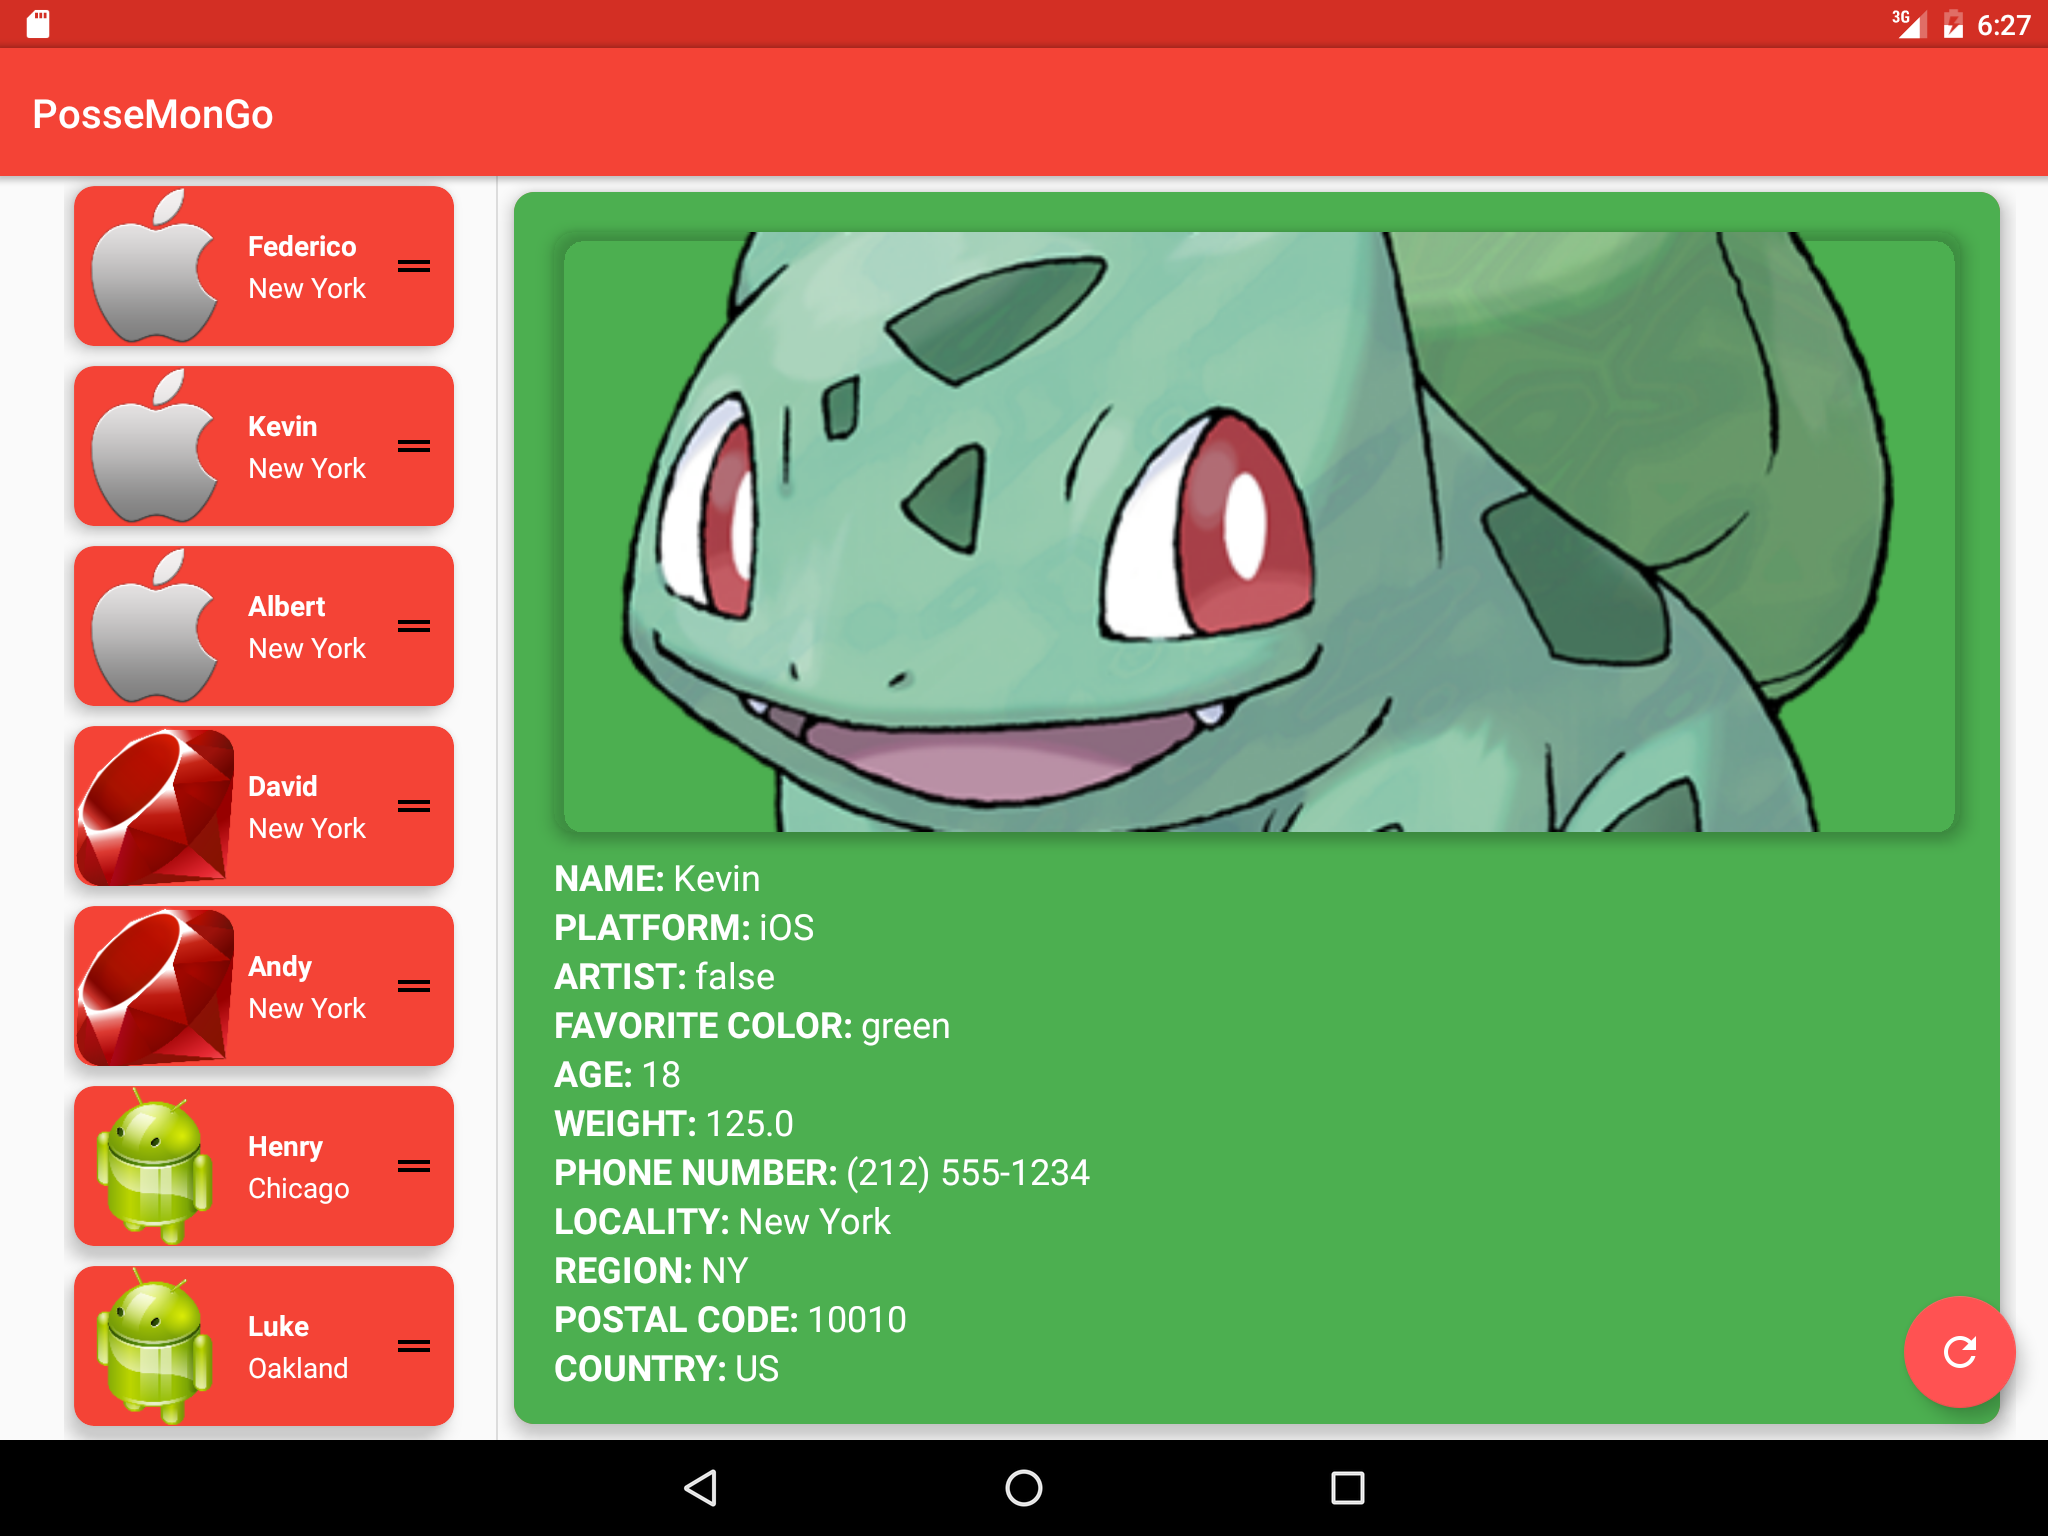 3G 6:27
PosseMonGo
Federico
New York
Kevin
New York
Albert
New York
David
New York
Andy
New York
Henry
Chicago
Luke
Oakland
NAME: Kevin
PLATFORM: iOS
ARTIST: false
FAVORITE COLOR: green
AGE: 18
WEIGHT: 125.0
PHONE NUMBER: (212) 555-1234
LOCALITY: New York
REGION: NY
POSTAL CODE: 10010
COUNTRY: US